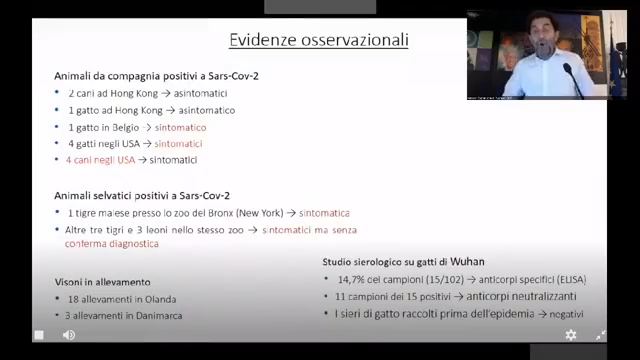 Evidenze osservazionali
Animali da compagnia positivi a Sars-Cov-2
• 2 cani ad Hong Kong → asintomatici
• 1 gatto ad Hong Kong → asintomatico
• 1 gatto in Belgio → sintomatico
• 4 gatti negli USA → sintomatici
• 4 cani negli USA → sintomatici
Animali selvatici positivi a Sars-Cov-2
• 1 tigre malese presso lo zoo del Bronx (New York) → sintomatica
• Altre tre tigri e 3 leoni nello stesso zoo → sintomatici ma senza
conferma diagnostica
Visoni in allevamento
• 18 allevamenti in Olanda
• 3 allevamenti in Danimarca
Studio sierologico su gatti di Wuhan
• 14,7% dei campioni (15/102) → anticorpi specifici (ELISA)
• 11 campioni dei 15 positivi → anticorpi neutralizzanti
• I sieri di gatto raccolti prima dell'epidemia → negativi